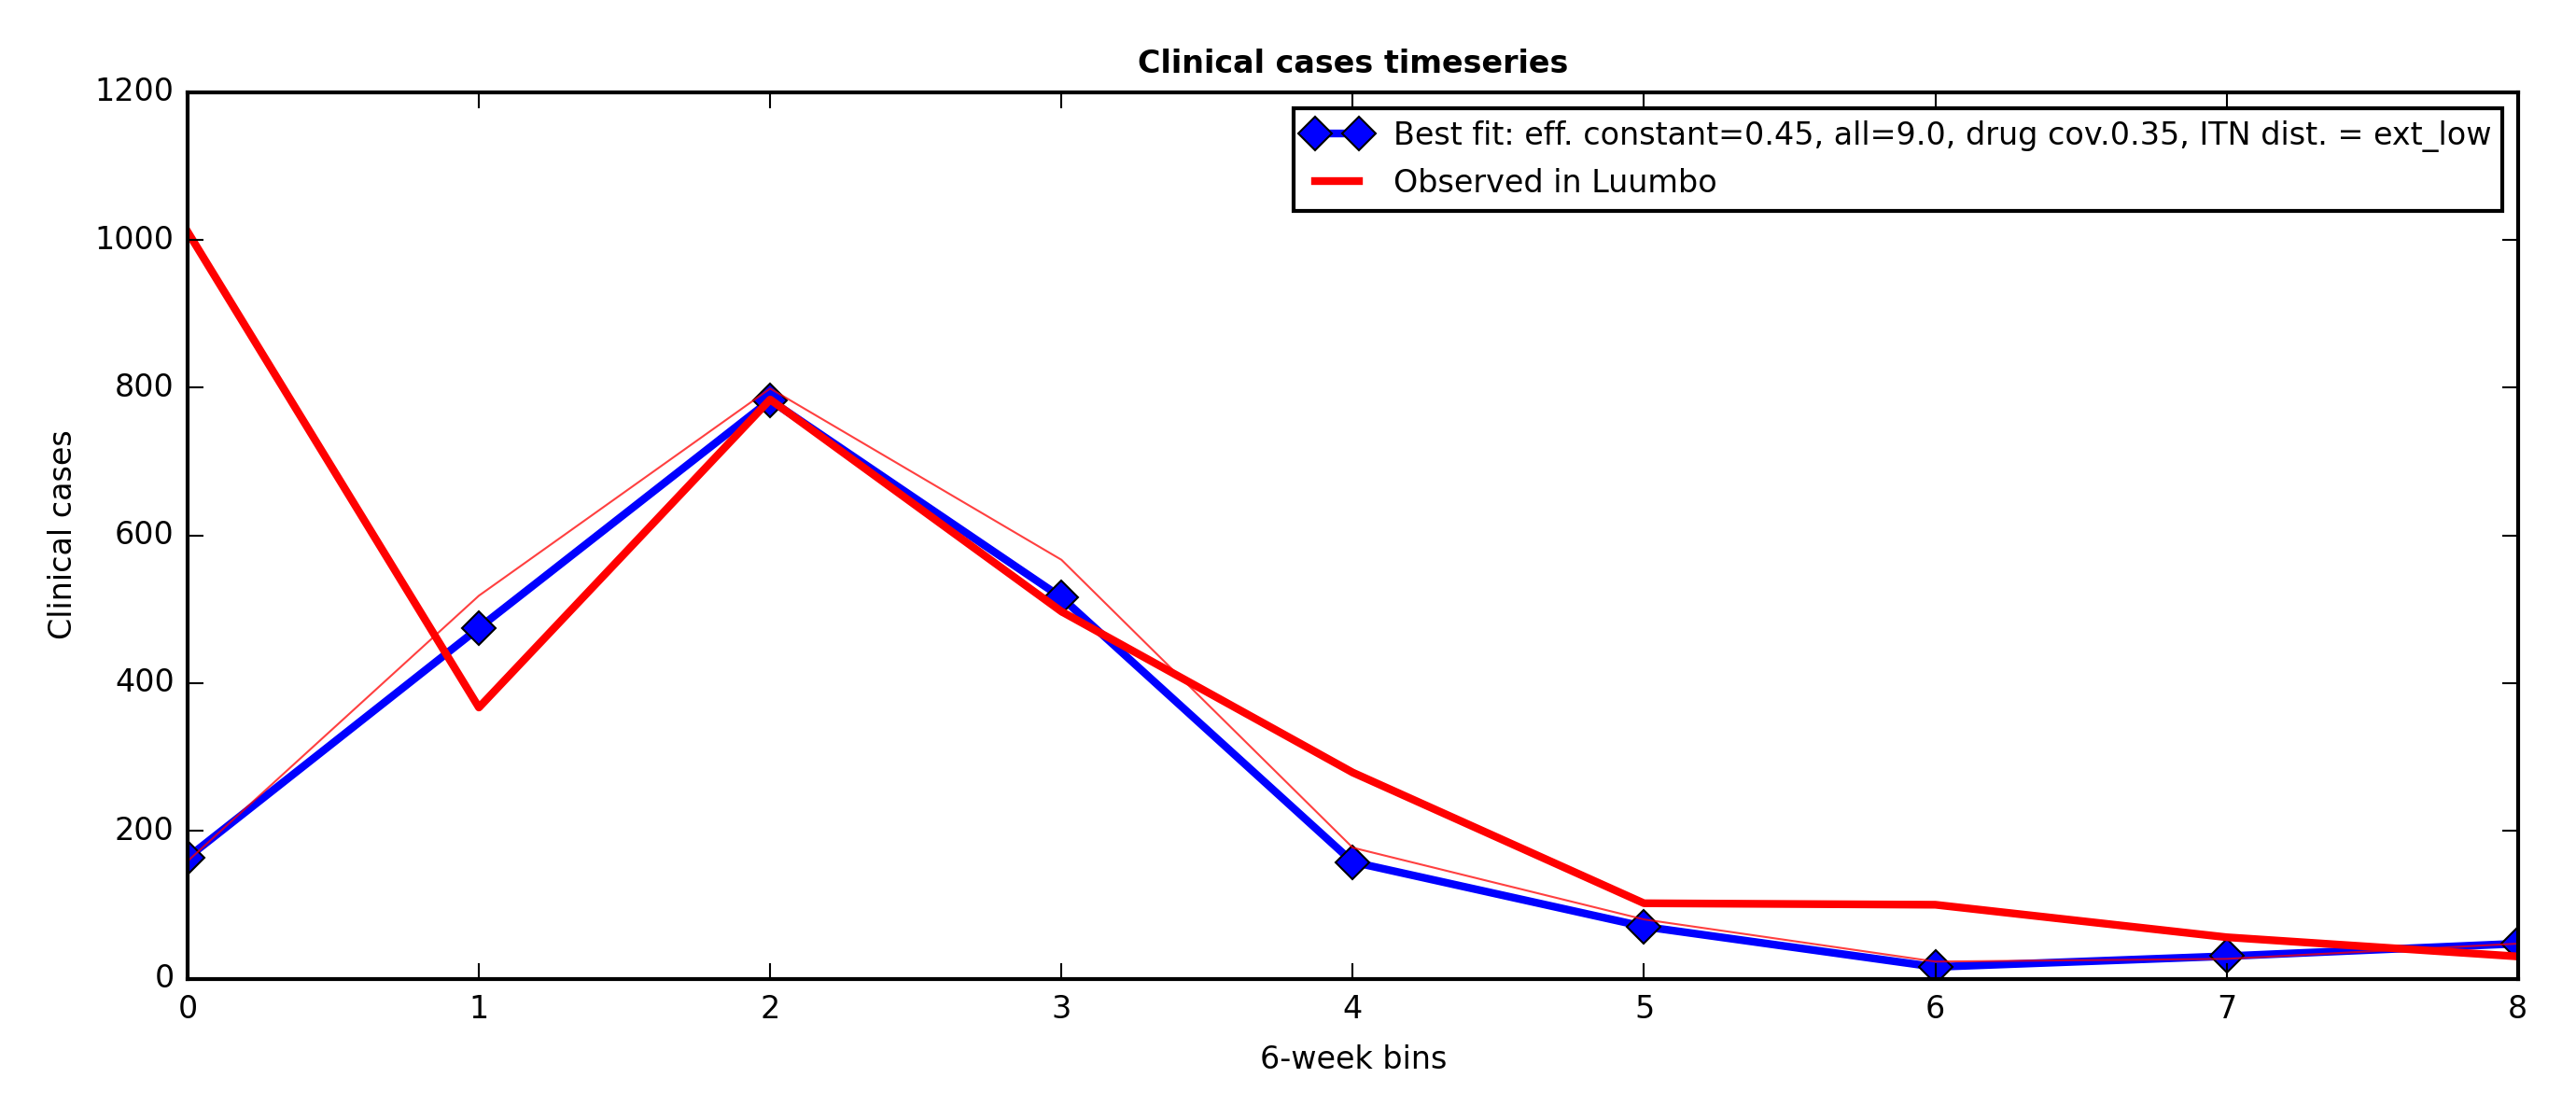 Clinical cases timeseries
1200
1000
800
600
400
200
0
Clinical cases
Best fit: eff. constant=0.45, all=9.0, drug cov.0.35, ITN dist. = ext_low
Observed in Luumbo
0 1 2 3 4 5 6 7 8
6-week bins